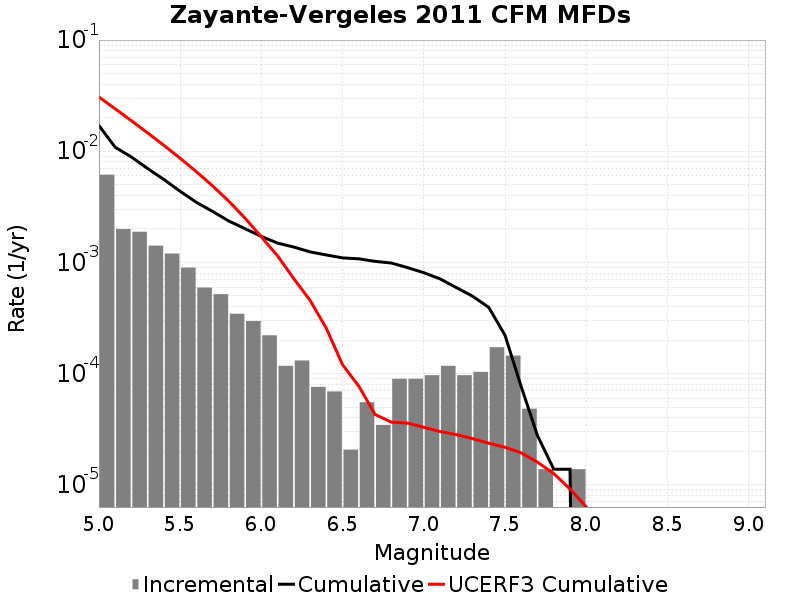 Zayante-Vergeles 2011 CFM MFDs
10-1
10-2
10-3
10-4
10-5
Rate (1/yr)
5.0 5.5 6.0 6.5 7.0 7.5 8.0 8.5 9.0
Magnitude
Incremental Cumulative UCERF3 Cumulative